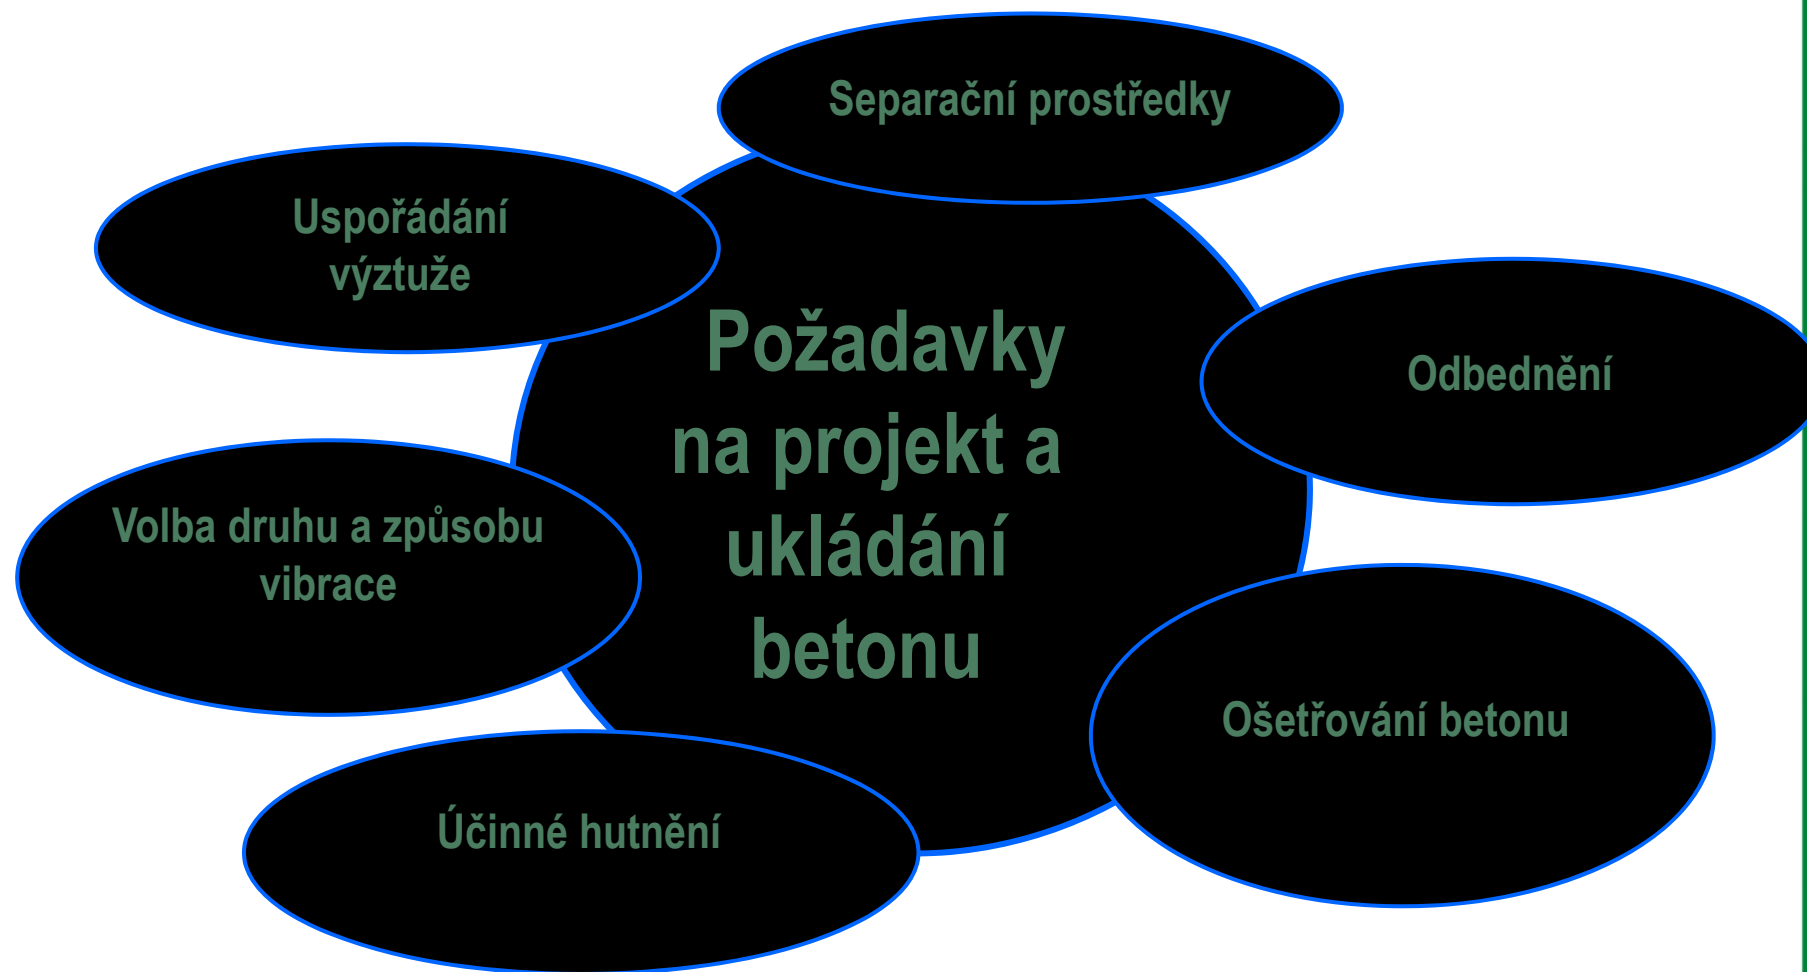 Separační prostředky
Uspořádání
výztuže
Požadavky
na projekt a
ukládání
betonu
Odbednění
Volba druhu a způsobu
vibrace
Ošetřování betonu
Účinné hutnění